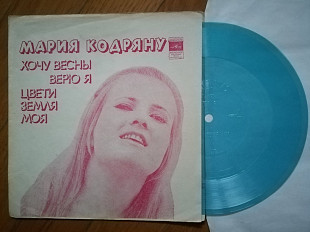 МАРИЯ КОДРЯНУ
ХОЧУ ВЕСНЫ
ВЕРЮ Я
ЦВЕТИ
ЗЕМЛЯ
МОЯ